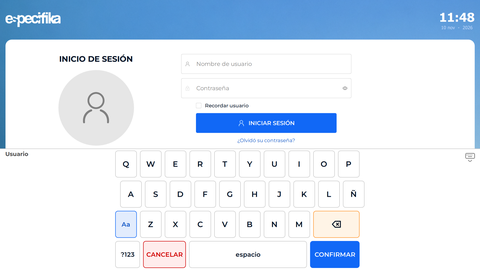 e-pecifika
11:48
INICIO DE SESIÓN
Nombre de usuario
Contraseña
Recordar usuario
INICIAR SESIÓN
¿Olvidó su contraseña?
Usuario
Q W E R T Y U I O P
A S D F G H J K L Ñ
Aa Z X C V B N M
?123 CANCELAR espacio CONFIRMAR